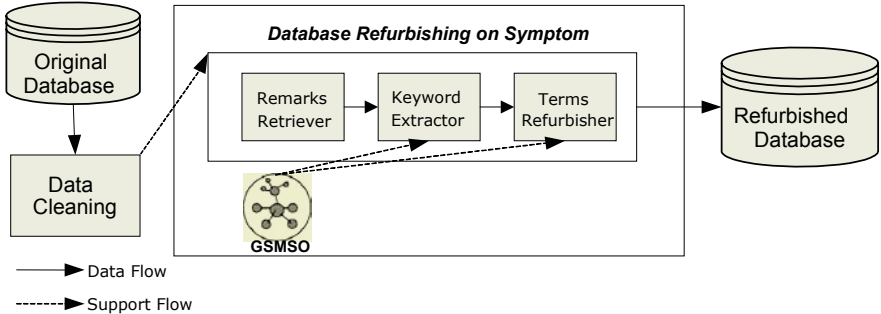 Original
Database
Data
Cleaning
Database Refurbishing on Symptom
Remarks
Retriever
Keyword
Extractor
Terms
Refurbisher
GSMSO
Refurbished
Database
Data Flow
Support Flow